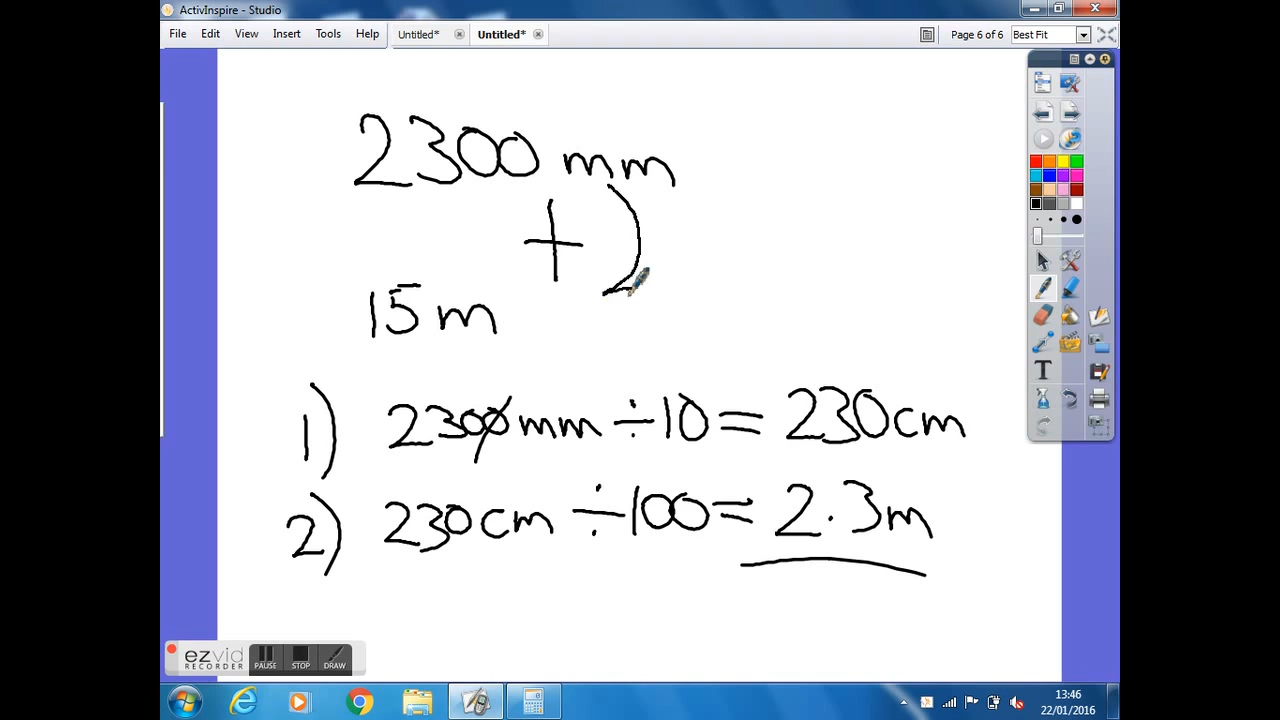 ActivInspire - Studio
File Edit View Insert Tools Help Untitled* Untitled* Page 6 of 6 Best Fit
2300 mm
+
15 m
1) 2300 mm ÷ 10 = 230 cm
2) 230 cm ÷ 100 = 2.3 m
ezvid
RECORDER
PAUSE STOP DRAW
13:46
22/01/2016